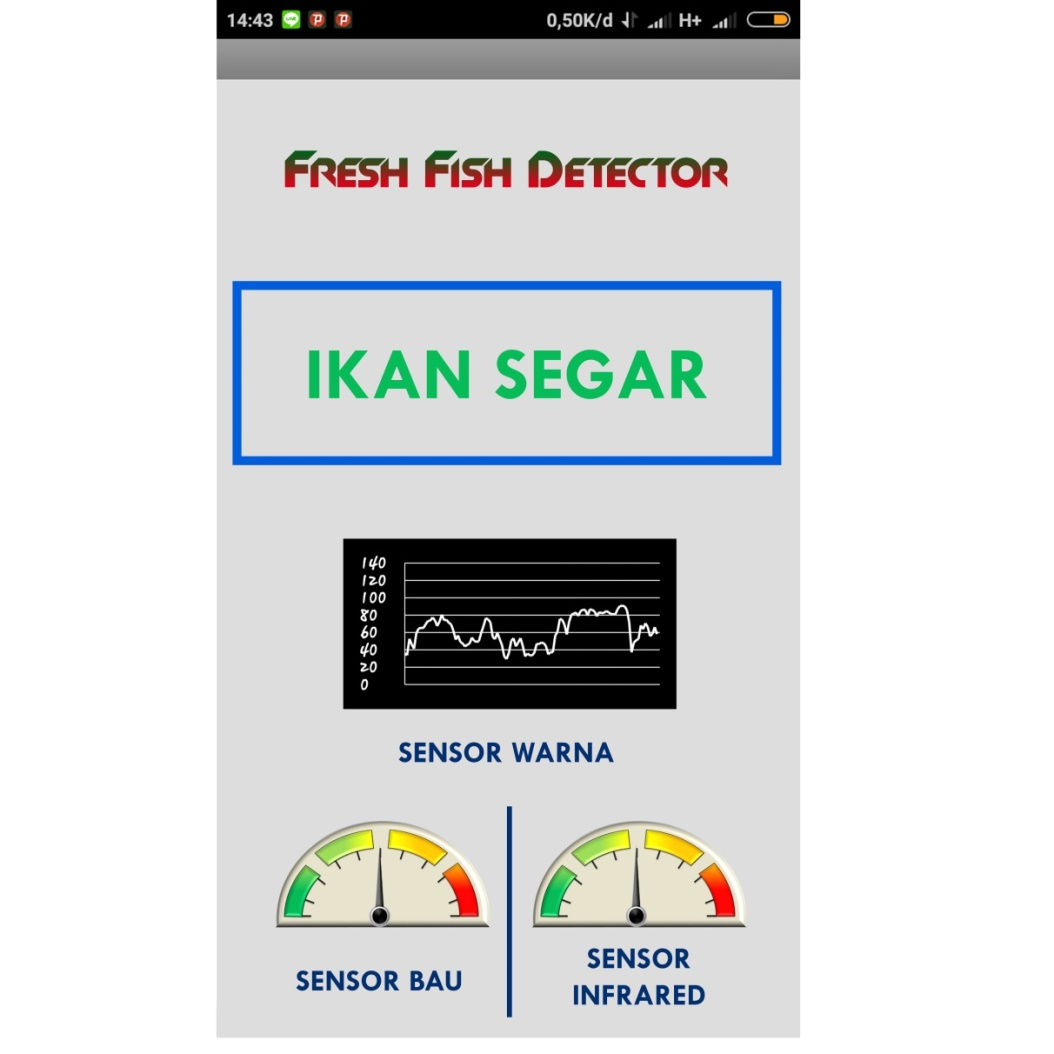 14:43
0,50K/d H+
FRESH FISH DETECTOR
IKAN SEGAR
140
120
100
80
60
40
20
0
SENSOR WARNA
SENSOR BAU
SENSOR
INFRARED